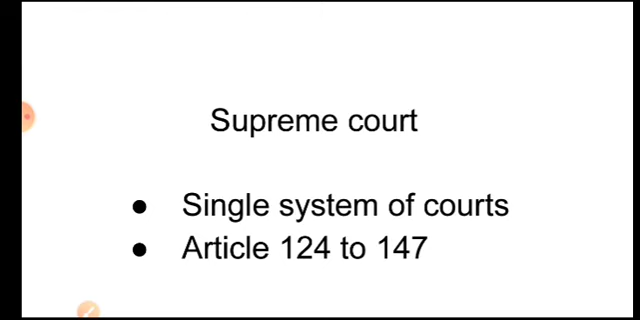 Supreme court
● Single system of courts
● Article 124 to 147